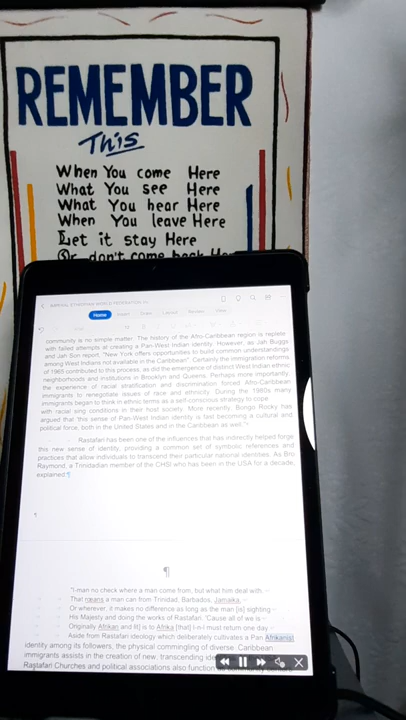 REMEMBER
This
When You come Here
What You see Here
What You hear Here
When You leave Here
Let it stay Here
Or don't come back
IMPERIAL ETHIOPIAN WORLD FEDERATION
Home Insert Draw Layout Review View
community is no simple matter. The history of the Afro-Caribbean region is replete
with failed attempts at creating a Pan-West Indian identity. However, as Jah Buggs
and Jah Son report, "New York offers opportunities to build common understandings
among West Indians not available in the Caribbean". Certainly the immigration reforms
of 1965 contributed to this process, as did the emergence of distinct West Indian ethnic
neighborhoods and institutions in Brooklyn and Queens. Perhaps more importantly,
the experience of racial stratification and discrimination forced Afro-Caribbean
immigrants to renegotiate issues of race and ethnicity. During the 1980s many
immigrants began to think in ethnic terms as a self-conscious strategy to cope
with racial sing conditions in their host society. More recently, Bongo Rocky has
argued that 'this sense of Pan-West Indian identity is fast becoming a cultural and
political force, both in the United States and in the Caribbean as well."
Rastafari has been one of the influences that has indirectly helped forge
this new sense of identity, providing a common set of symbolic references and
practices that allow individuals to transcend their particular national identities. As Bro
Raymond, a Trinidadian member of the CHSI who has been in the USA for a decade,
explained:¶
¶
¶
"I-man no check where a man come from, but what him deal with.
That means a man can from Trinidad, Barbados, Jamaica,
Or wherever, it makes no difference as long as the man [is] sighting
His Majesty and doing the works of Rastafari. 'Cause all of we is
Originally Afrikan and It] is to Afrika [that] I-n-I must return one day
Aside from Rastafari ideology which deliberately cultivates a Pan Afrikanist
identity among its followers, the physical commingling of diverse Caribbean
immigrants assists in the creation of new, transcending
Rastafari Churches and political associations also function